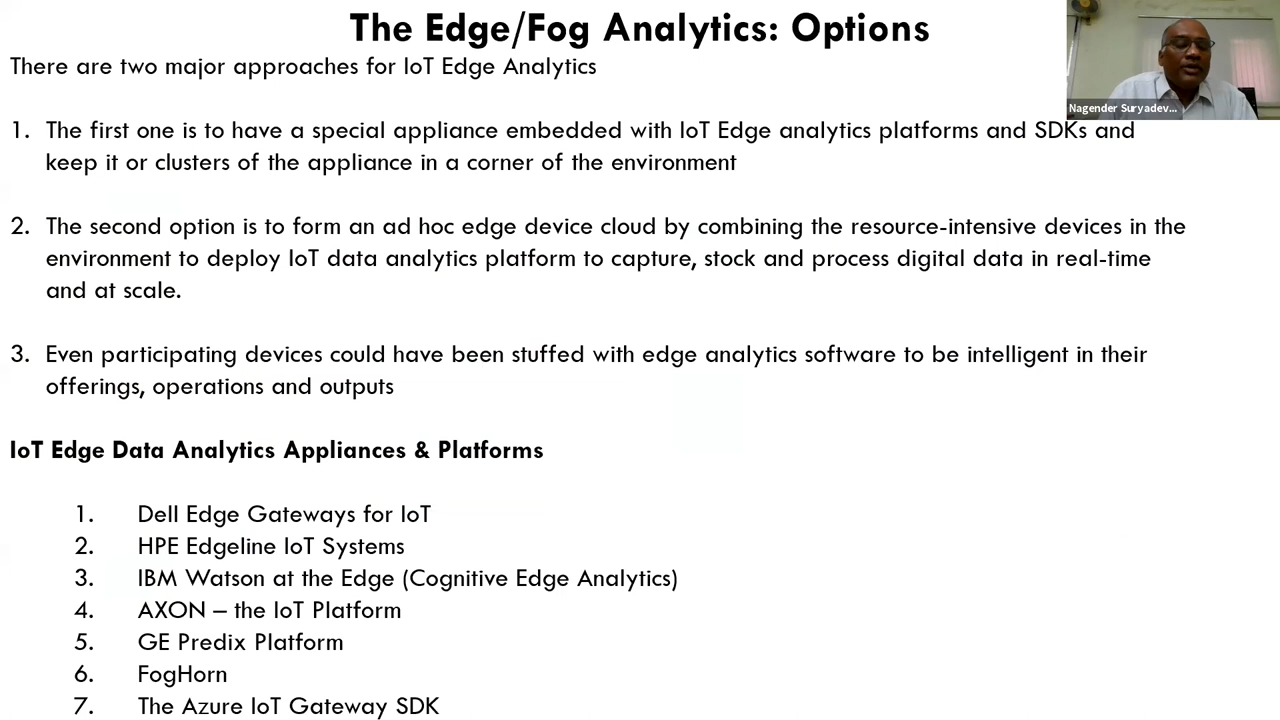 The Edge/Fog Analytics: Options
There are two major approaches for IoT Edge Analytics
Nagender Suryadev...
1. The first one is to have a special appliance embedded with IoT Edge analytics platforms and SDKs and
keep it or clusters of the appliance in a corner of the environment
2. The second option is to form an ad hoc edge device cloud by combining the resource-intensive devices in the
environment to deploy IoT data analytics platform to capture, stock and process digital data in real-time
and at scale.
3. Even participating devices could have been stuffed with edge analytics software to be intelligent in their
offerings, operations and outputs
IoT Edge Data Analytics Appliances & Platforms
1. Dell Edge Gateways for IoT
2. HPE Edgeline IoT Systems
3. IBM Watson at the Edge (Cognitive Edge Analytics)
4. AXON – the IoT Platform
5. GE Predix Platform
6. FogHorn
7. The Azure IoT Gateway SDK